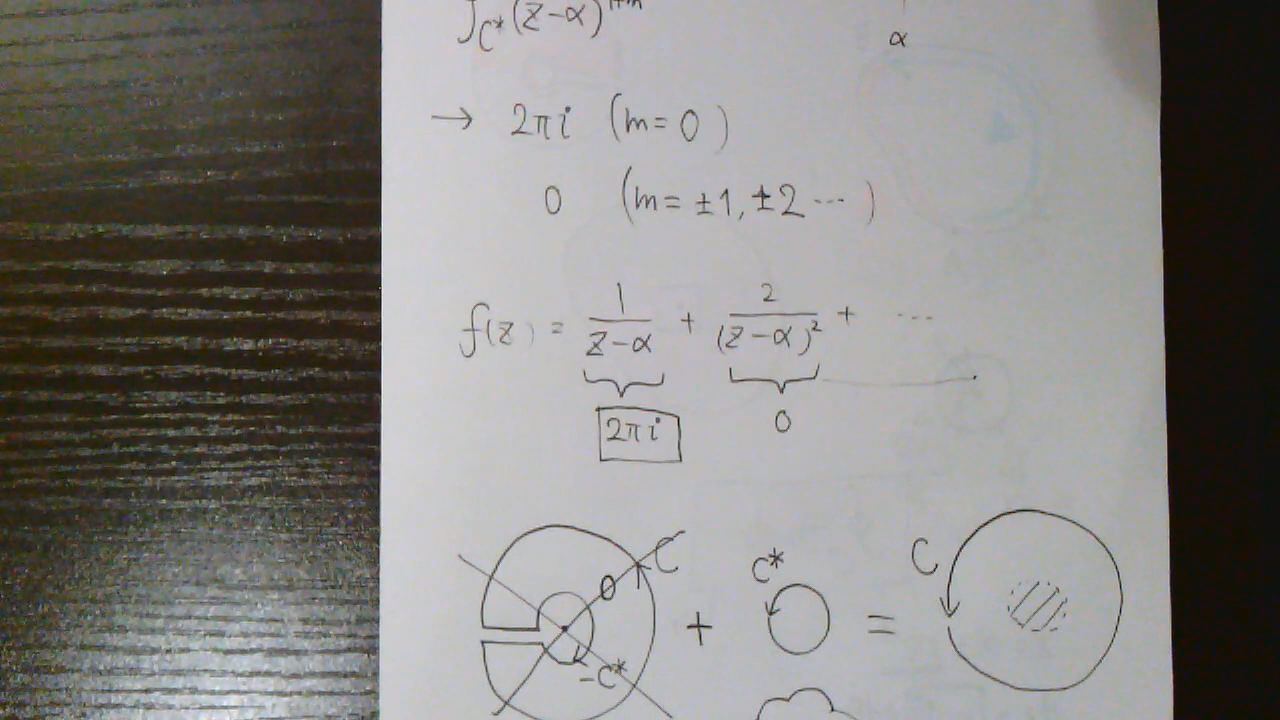 ∫_{C*} (z-α)^{1+m}
α
→ 2πi (m=0)
0 (m=±1, ±2 ⋯)
f(z) = 1/(z-α) + 2/(z-α)² + ⋯
2πi 0
C 0 -C* + C* = C